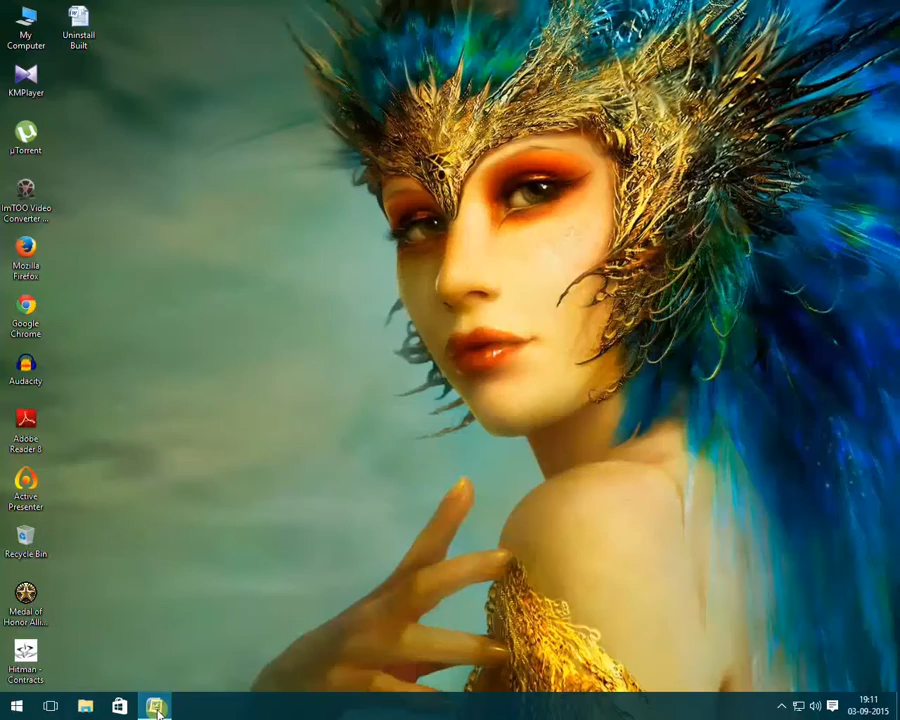 My
Computer
Uninstall
Built
KMPlayer
µTorrent
ImTOO Video
Converter ...
Mozilla
Firefox
Google
Chrome
Audacity
Adobe
Reader 8
Active
Presenter
Recycle Bin
Medal of
Honor Alli...
Hitman -
Contracts
19:11
03-09-2015